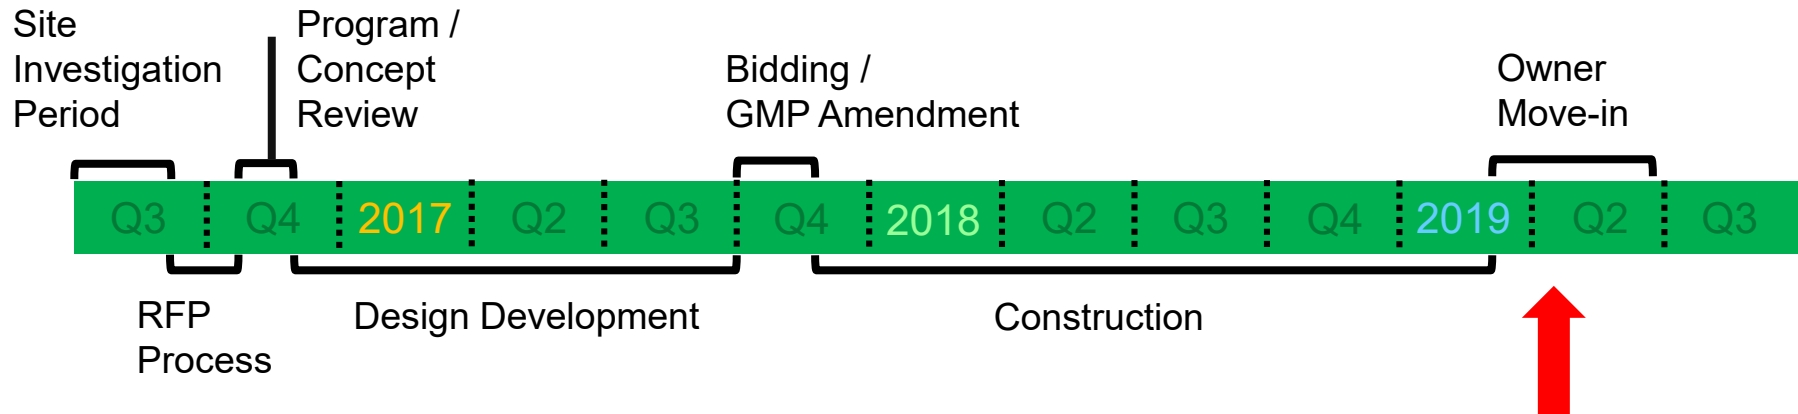 Site
Investigation
Period
Program /
Concept
Review
Bidding /
GMP Amendment
Owner
Move-in
Q3 Q4 2017 Q2 Q3 Q4 2018 Q2 Q3 Q4 2019 Q2 Q3
RFP
Process
Design Development
Construction